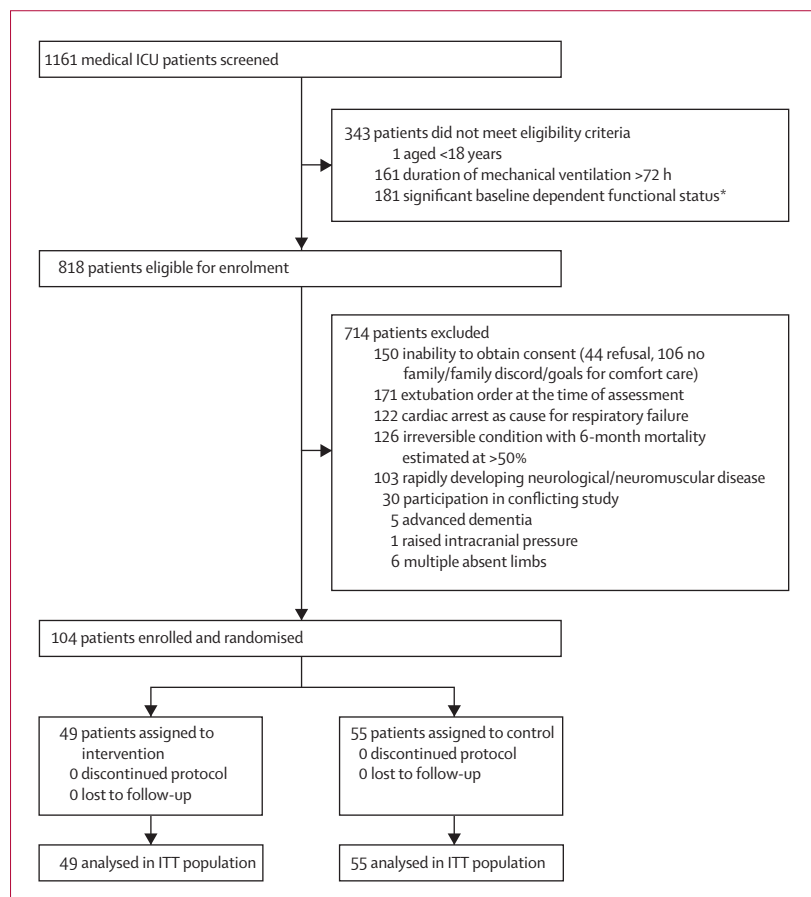 1161 medical ICU patients screened
343 patients did not meet eligibility criteria
1 aged <18 years
161 duration of mechanical ventilation >72 h
181 significant baseline dependent functional status*
818 patients eligible for enrolment
714 patients excluded
150 inability to obtain consent (44 refusal, 106 no
family/family discord/goals for comfort care)
171 extubation order at the time of assessment
122 cardiac arrest as cause for respiratory failure
126 irreversible condition with 6-month mortality
estimated at >50%
103 rapidly developing neurological/neuromuscular disease
30 participation in conflicting study
5 advanced dementia
1 raised intracranial pressure
6 multiple absent limbs
104 patients enrolled and randomised
49 patients assigned to
intervention
0 discontinued protocol
0 lost to follow-up
55 patients assigned to control
0 discontinued protocol
0 lost to follow-up
49 analysed in ITT population
55 analysed in ITT population